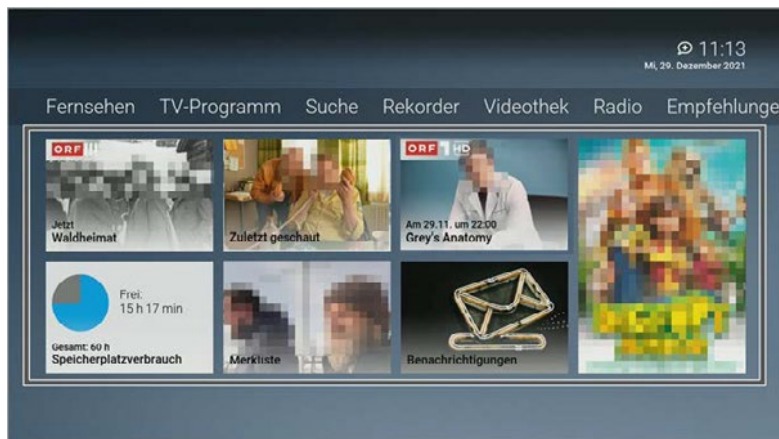 11:13
Mi, 29. Dezember 2021
Fernsehen TV-Programm Suche Rekorder Videothek Radio Empfehlunge
ORF
Jetzt
Waldheimat
Zuletzt geschaut
ORF 1 HD
Am 29.11. um 22:00
Grey's Anatomy
Frei:
15 h 17 min
Gesamt: 60 h
Speicherplatzverbrauch
Merkliste
Benachrichtigungen